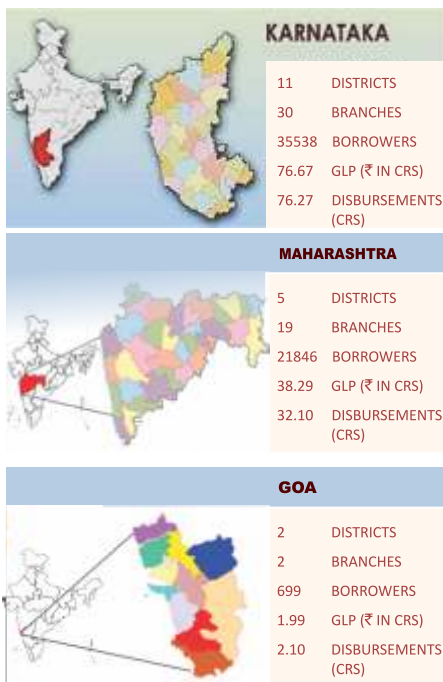 KARNATAKA
11 DISTRICTS
30 BRANCHES
35538 BORROWERS
76.67 GLP (₹ IN CRS)
76.27 DISBURSEMENTS
(CRS)
MAHARASHTRA
5 DISTRICTS
19 BRANCHES
21846 BORROWERS
38.29 GLP (₹ IN CRS)
32.10 DISBURSEMENTS
(CRS)
GOA
2 DISTRICTS
2 BRANCHES
699 BORROWERS
1.99 GLP (₹ IN CRS)
2.10 DISBURSEMENTS
(CRS)